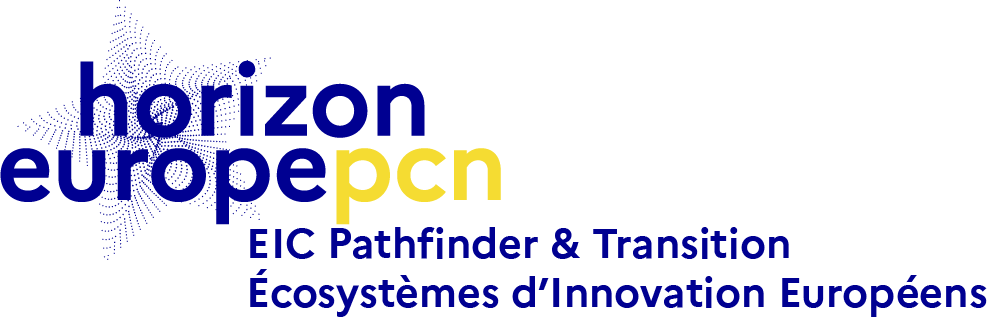 horizon
europepcn
EIC Pathfinder & Transition
Écosystèmes d’Innovation Européens